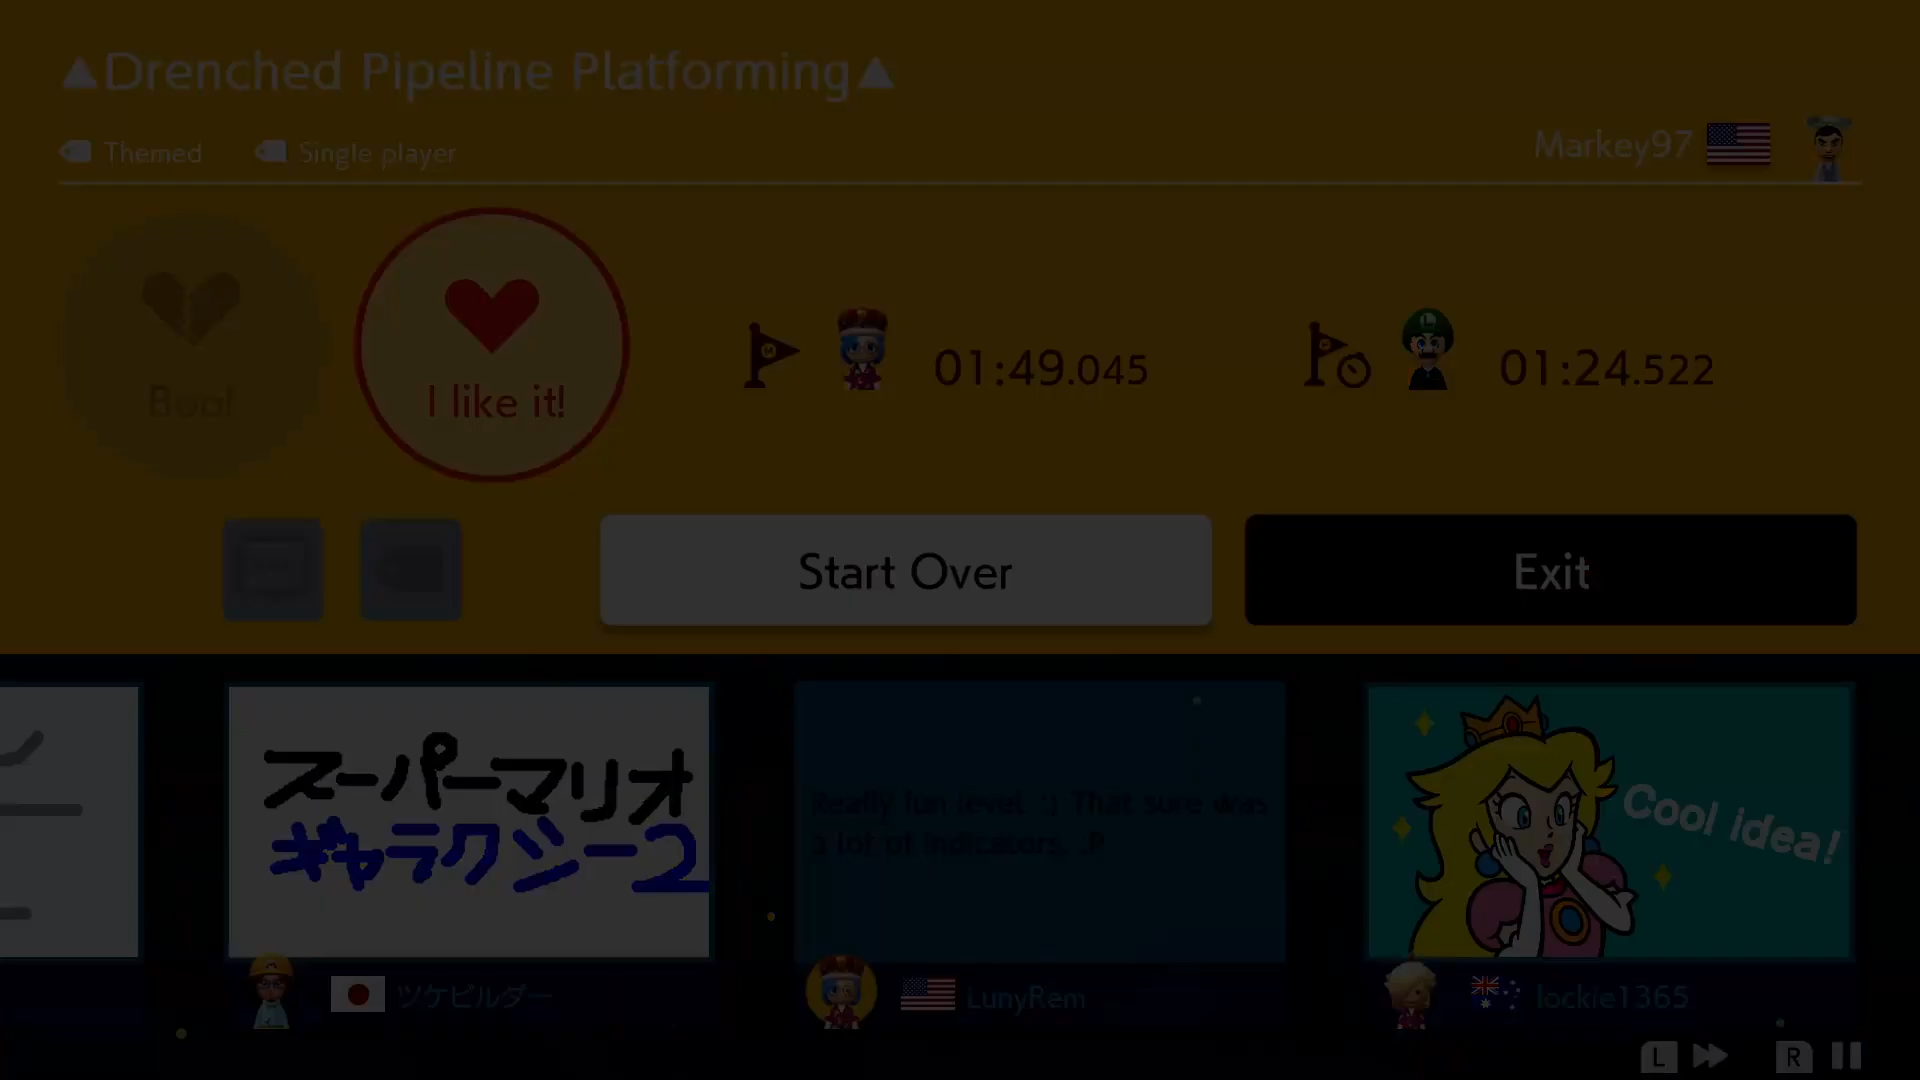 ▲Drenched Pipeline Platforming▲
Themed
Single player
Markey97
Boo!
I like it!
01:49.045
L
01:24.522
Start Over
Exit
スーパーマリオ
ギャラクシー2
Really fun level. :) That sure was
a lot of indicators. :P
Cool idea!
ツケビルダー
LunyRem
lockie1365
L
R